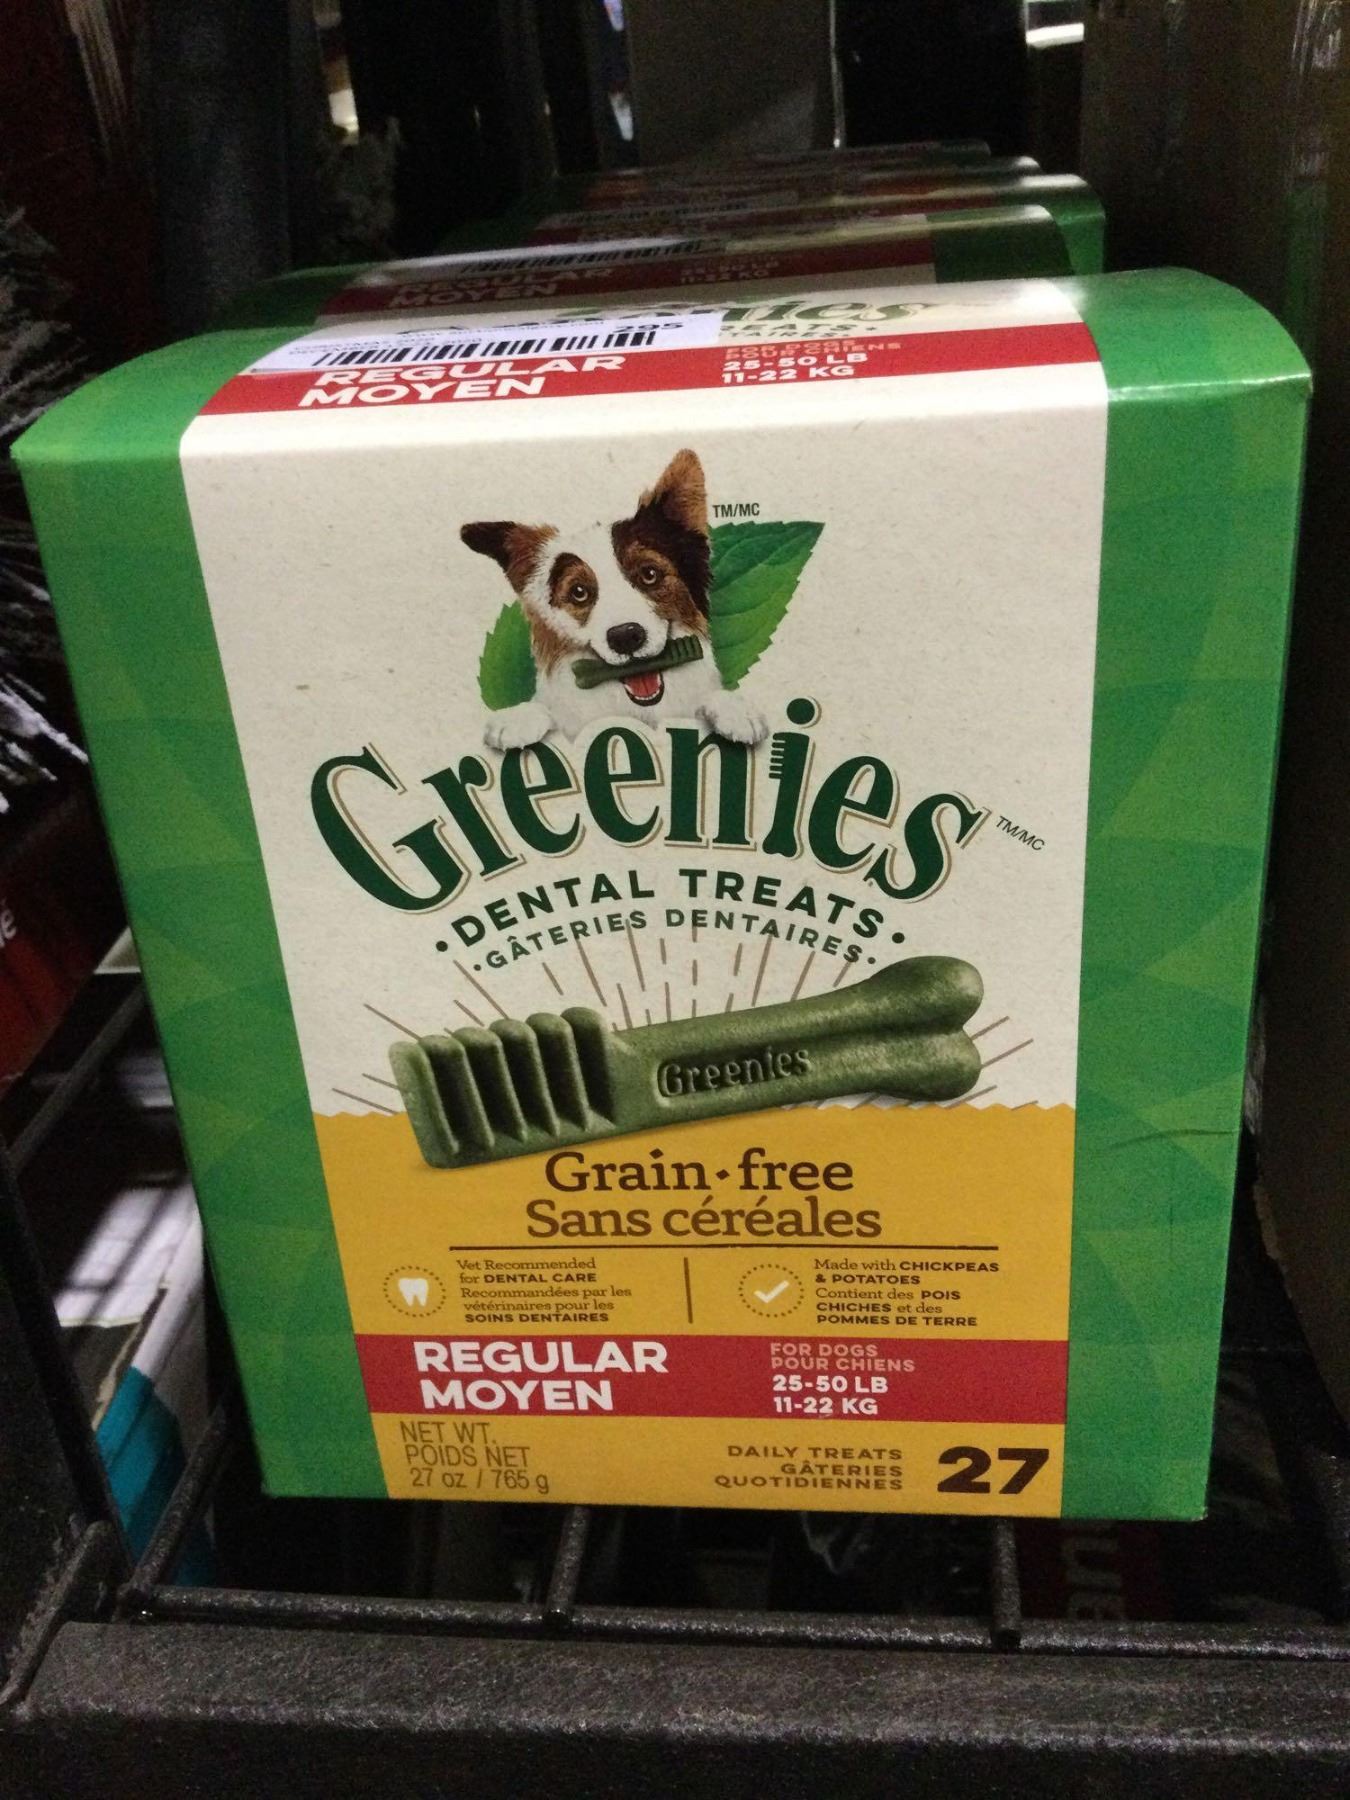 295
REGULAR
MOYEN
FOR DOGS
POUR CHIENS
25-50 LB
11-22 KG
TM/MC
Greenies TM/MC
•DENTAL TREATS•
•GÂTERIES DENTAIRES•
Greenies
Grain•free
Sans céréales
Vet Recommended
for DENTAL CARE
Recommandées par les
vétérinaires pour les
SOINS DENTAIRES
Made with CHICKPEAS
& POTATOES
Contient des POIS
CHICHES et des
POMMES DE TERRE
REGULAR
MOYEN
FOR DOGS
POUR CHIENS
25-50 LB
11-22 KG
NET WT.
POIDS NET
27 oz / 765 g
DAILY TREATS
GÂTERIES
QUOTIDIENNES
27